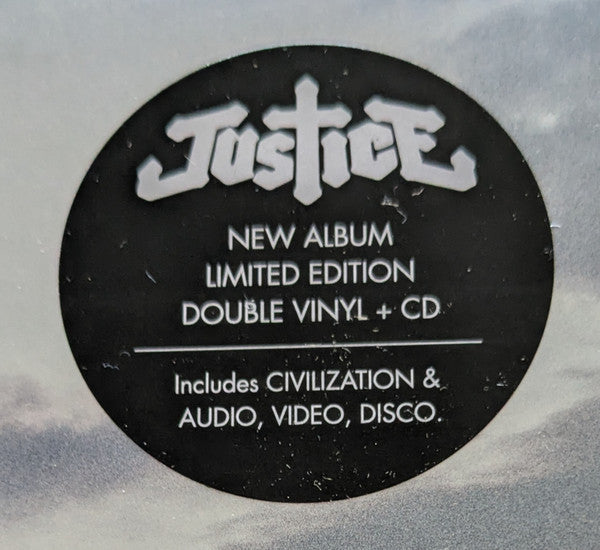 JusticE
NEW ALBUM
LIMITED EDITION
DOUBLE VINYL + CD
Includes CIVILIZATION &
AUDIO, VIDEO, DISCO.